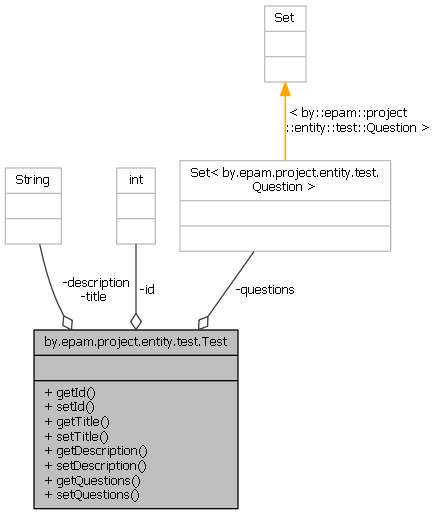 Set
< by::epam::project
::entity::test::Question >
String
int
Set< by.epam.project.entity.test.
Question >
-description
-title
-id
-questions
by.epam.project.entity.test.Test
+ getId()
+ setId()
+ getTitle()
+ setTitle()
+ getDescription()
+ setDescription()
+ getQuestions()
+ setQuestions()